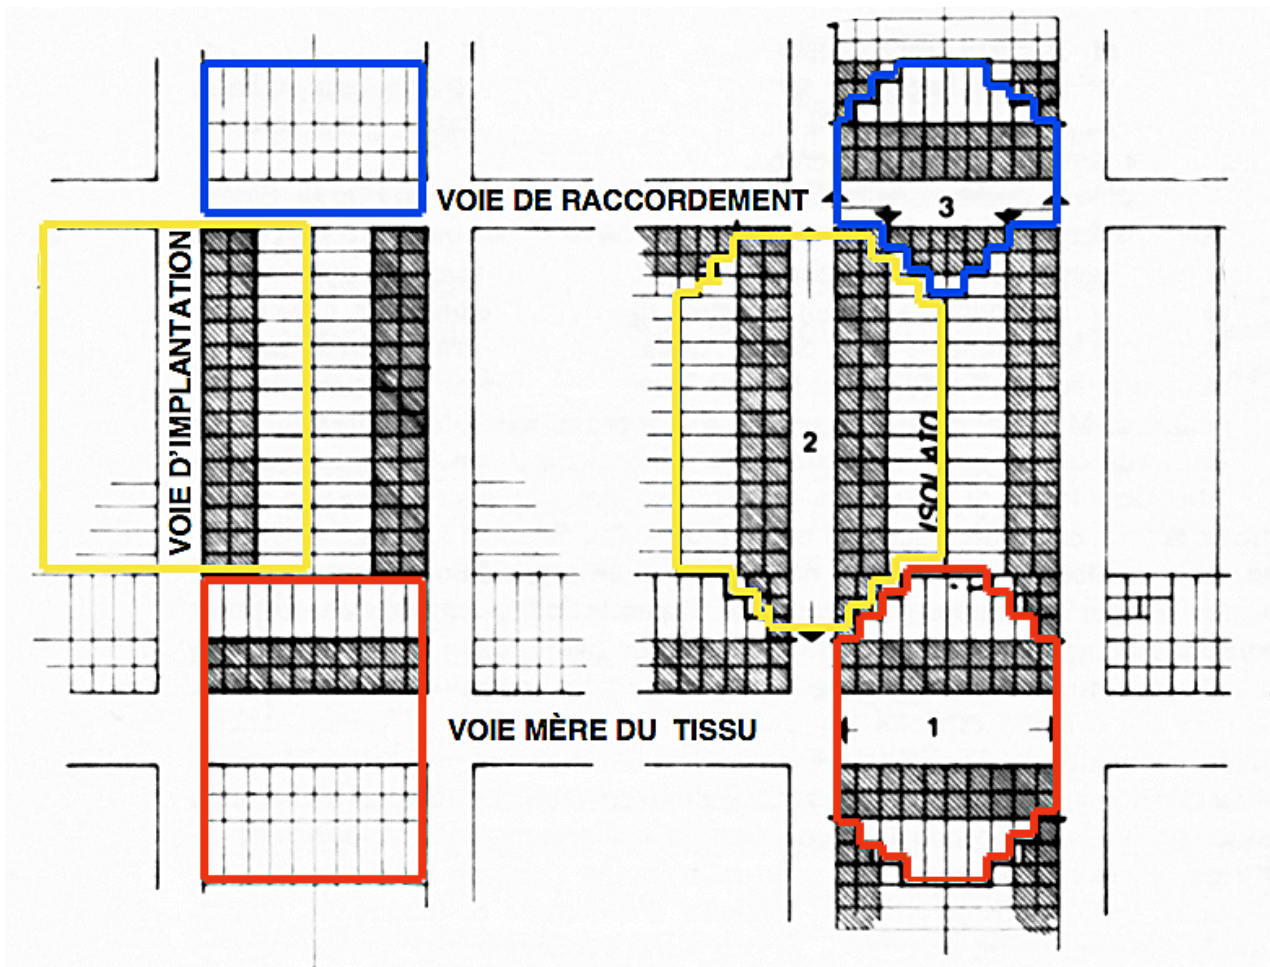 VOIE DE RACCORDEMENT
3
VOIE D'IMPLANTATION
2
ISOLATO
VOIE MÈRE DU TISSU
1